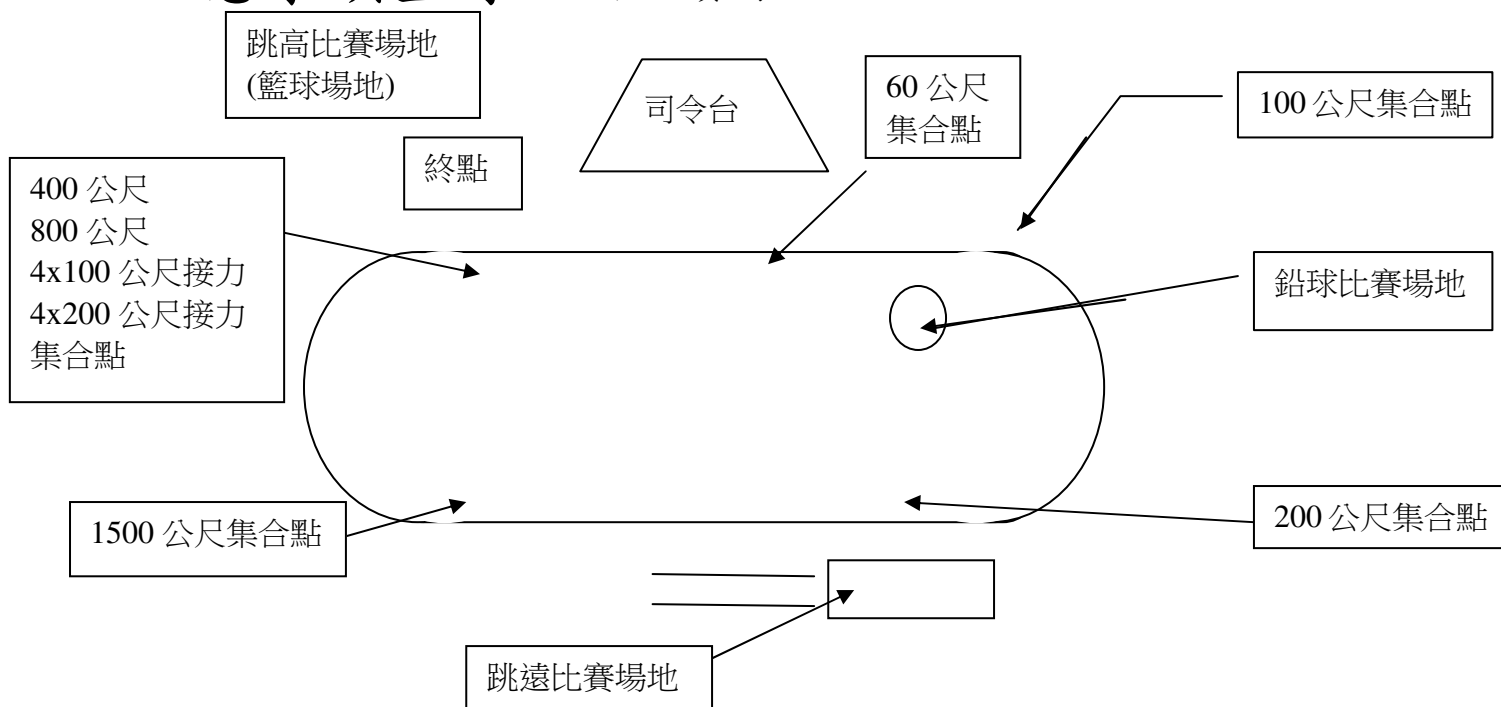 跳高比賽場地
(籃球場地)
司令台
60 公尺
集合點
100 公尺集合點
終點
400 公尺
800 公尺
4x100 公尺接力
4x200 公尺接力
集合點
鉛球比賽場地
1500 公尺集合點
200 公尺集合點
跳遠比賽場地